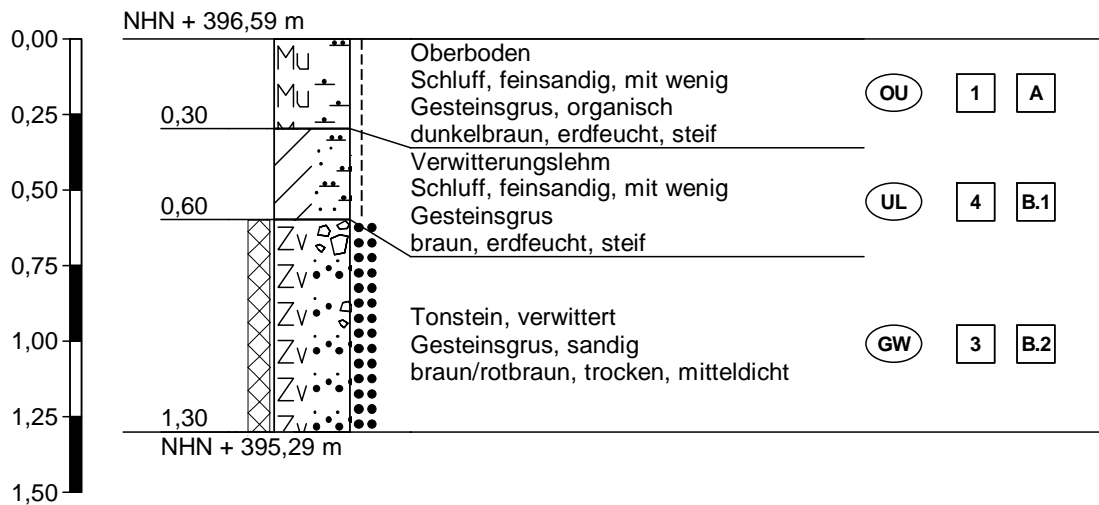 NHN + 396,59 m
0,00
0,25
0,50
0,75
1,00
1,25
1,50
0,30
0,60
1,30
NHN + 395,29 m
Mu
Mu
Zv
Zv
Zv
Zv
Zv
Zv
Oberboden
Schluff, feinsandig, mit wenig
Gesteinsgrus, organisch
dunkelbraun, erdfeucht, steif
OU 1 A
Verwitterungslehm
Schluff, feinsandig, mit wenig
Gesteinsgrus
braun, erdfeucht, steif
UL 4 B.1
Tonstein, verwittert
Gesteinsgrus, sandig
braun/rotbraun, trocken, mitteldicht
GW 3 B.2